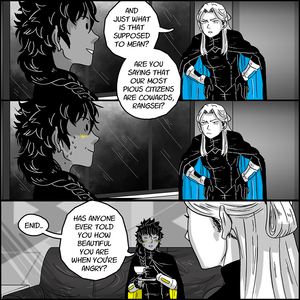 AND
JUST WHAT
IS THAT
SUPPOSED
TO MEAN?
ARE YOU
SAYING THAT
OUR MOST
PIOUS CITIZENS
ARE COWARDS,
RANGSEI?
ENID..
HAS ANYONE
EVER TOLD
YOU HOW
BEAUTIFUL
YOU ARE
WHEN YOU'RE
ANGRY?